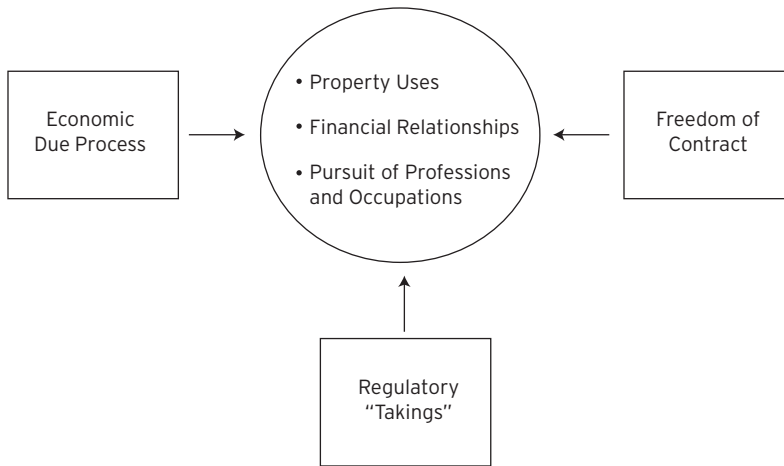 Economic
Due Process
• Property Uses
• Financial Relationships
• Pursuit of Professions
and Occupations
Freedom of
Contract
Regulatory
“Takings”